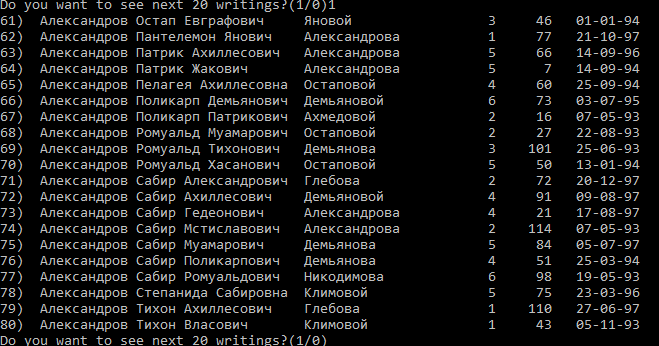 Do you want to see next 20 writings?(1/0)1
61) Александров Остап Евграфович Яновой 3 46 01-01-94
62) Александров Пантелемон Янович Александрова 1 77 21-10-97
63) Александров Патрик Ахиллесович Александрова 5 66 14-09-96
64) Александров Патрик Жакович Александрова 5 7 14-09-94
65) Александров Пелагея Ахиллесовна Остаповой 4 60 25-09-94
66) Александров Поликарп Демьянович Демьяновой 6 73 03-07-95
67) Александров Поликарп Патрикович Ахмедовой 2 16 07-05-93
68) Александров Ромуальд Муамарович Остаповой 2 27 22-08-93
69) Александров Ромуальд Тихонович Демьянова 3 101 25-06-93
70) Александров Ромуальд Хасанович Остаповой 5 50 13-01-94
71) Александров Сабир Александрович Глебова 2 72 20-12-97
72) Александров Сабир Ахиллесович Демьяновой 4 91 09-08-97
73) Александров Сабир Гедеонович Александрова 4 21 17-08-97
74) Александров Сабир Мстиславович Александрова 2 114 07-05-93
75) Александров Сабир Муамарович Демьянова 5 84 05-07-97
76) Александров Сабир Поликарпович Демьянова 4 51 25-03-94
77) Александров Сабир Ромуальдович Никодимова 6 98 19-05-93
78) Александров Степанида Сабировна Климовой 5 75 23-03-96
79) Александров Тихон Ахиллесович Глебова 1 110 27-06-97
80) Александров Тихон Власович Климовой 1 43 05-11-93
Do you want to see next 20 writings?(1/0)